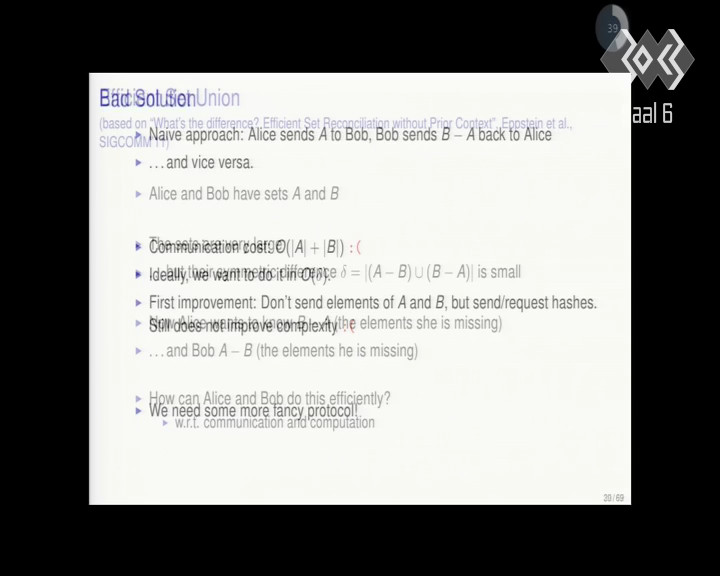 39
aal 6
Bad Solution
Efficient Set Union
(based on "What's the difference? Efficient Set Reconciliation without Prior Context", Eppstein et al.,
SIGCOMM'11)
Naive approach: Alice sends A to Bob, Bob sends B − A back to Alice
...and vice versa.
Alice and Bob have sets A and B
The sets are very large
Communication cost: O(|A| + |B|) :(
...but their symmetric difference δ = |(A − B) ∪ (B − A)| is small
Ideally, we want to do it in O(δ).
First improvement: Don't send elements of A and B, but send/request hashes.
Still does not improve complexity :(
Now Alice wants to know B − A (the elements she is missing)
...and Bob A − B (the elements he is missing)
How can Alice and Bob do this efficiently?
We need some more fancy protocol!
w.r.t. communication and computation
20 / 69